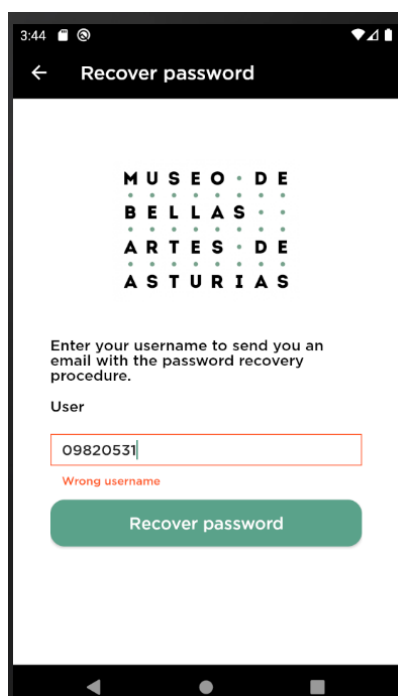 3:44
Recover password
MUSEO·DE
BELLAS··
ARTES·DE
ASTURIAS
Enter your username to send you an
email with the password recovery
procedure.
User
09820531
Wrong username
Recover password